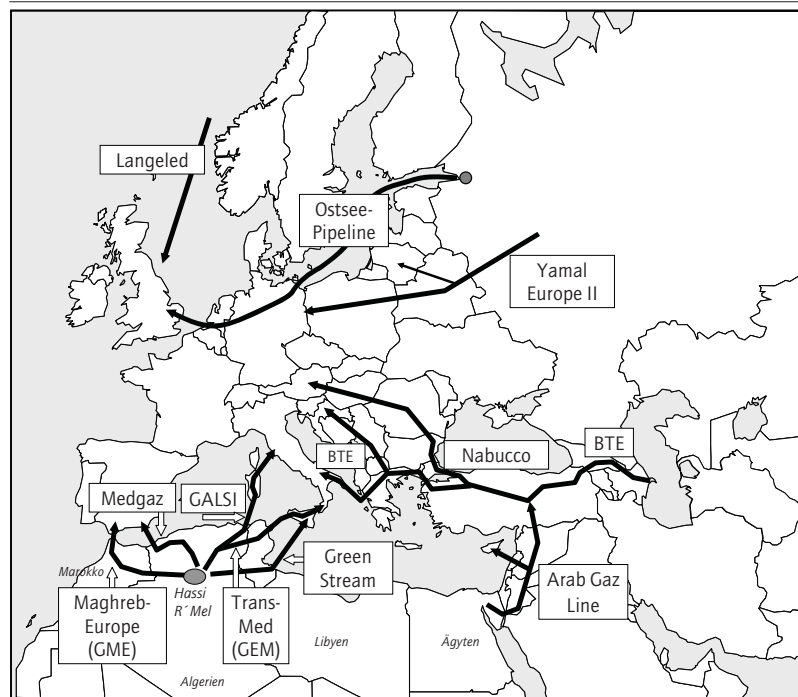 Langeled
Ostsee-
Pipeline
Yamal
Europe II
BTE
Nabucco
BTE
Medgaz
GALSI
Marokko
Hassi
R´Mel
Green
Stream
Arab Gaz
Line
Maghreb-
Europe
(GME)
Trans-
Med
(GEM)
Libyen
Ägyten
Algerien